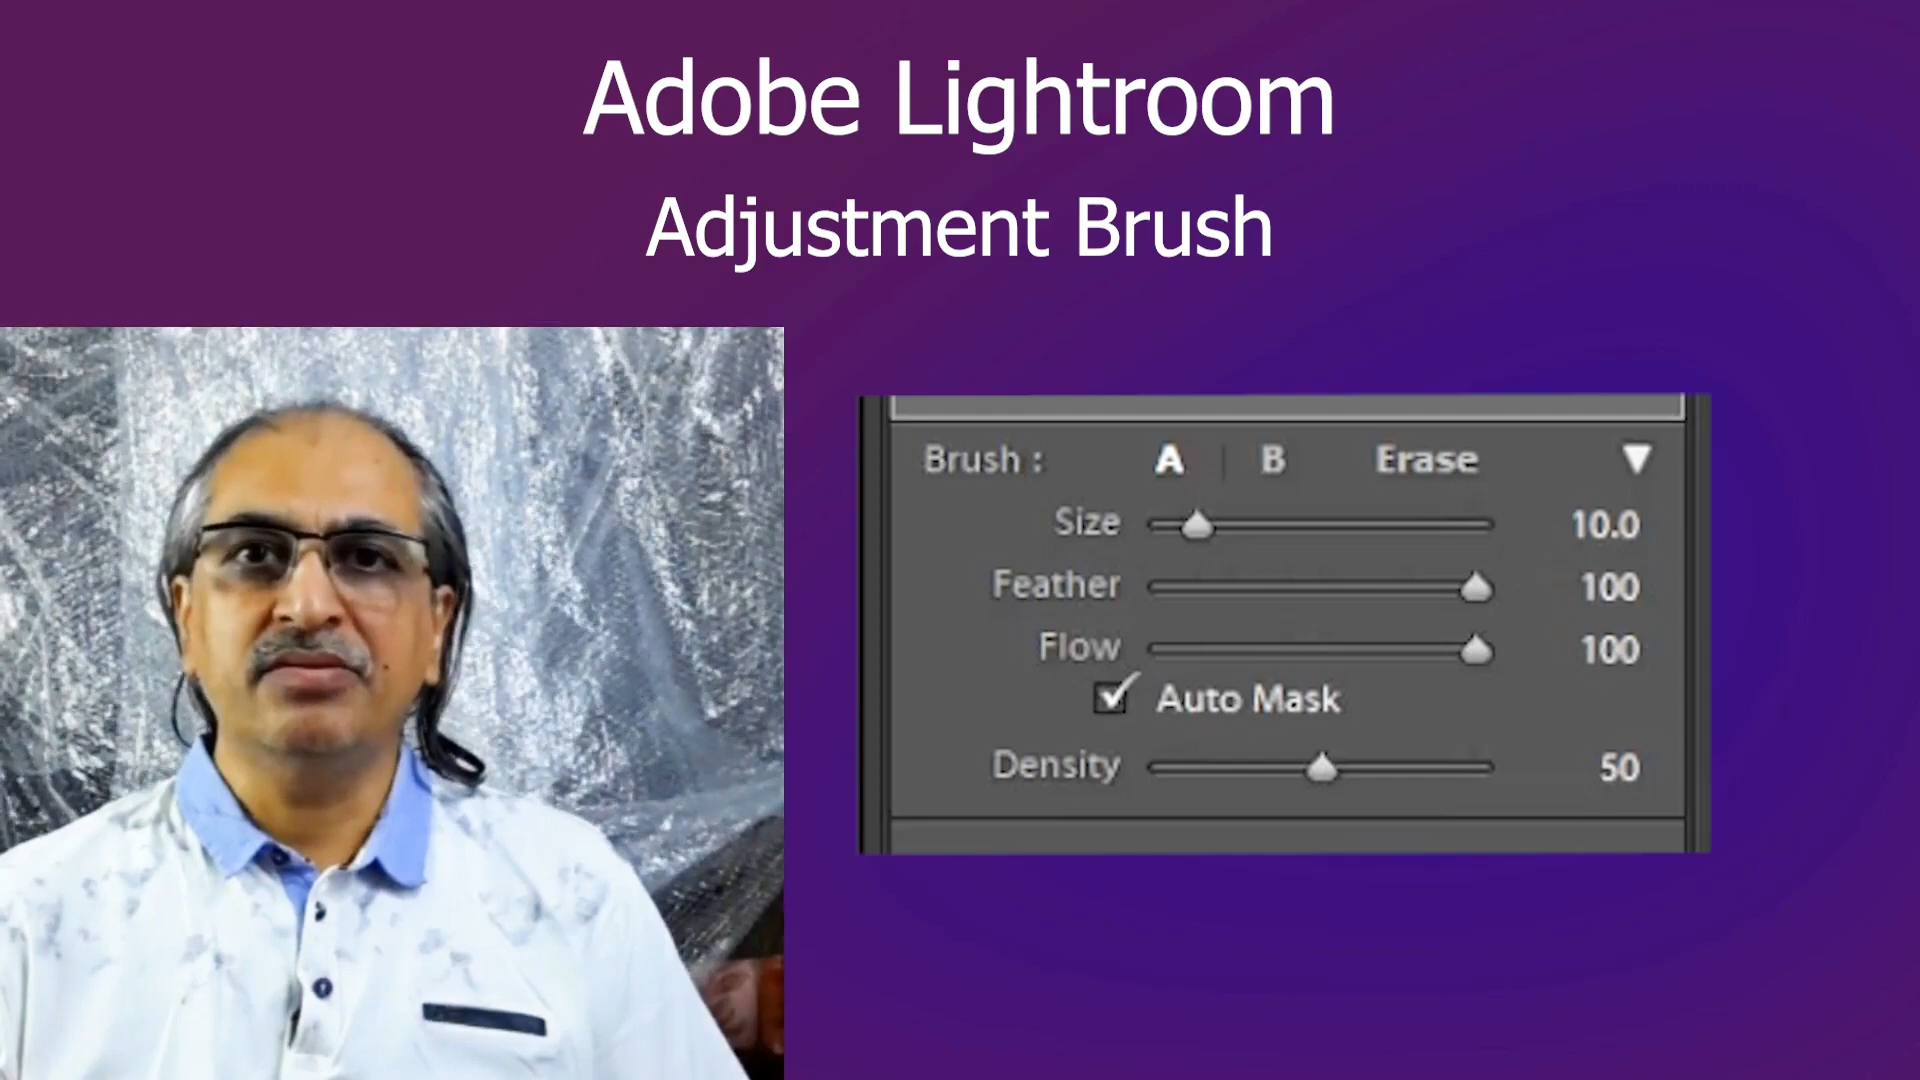 Adobe Lightroom
Adjustment Brush
Brush : A B Erase
Size 10.0
Feather 100
Flow 100
Auto Mask
Density 50